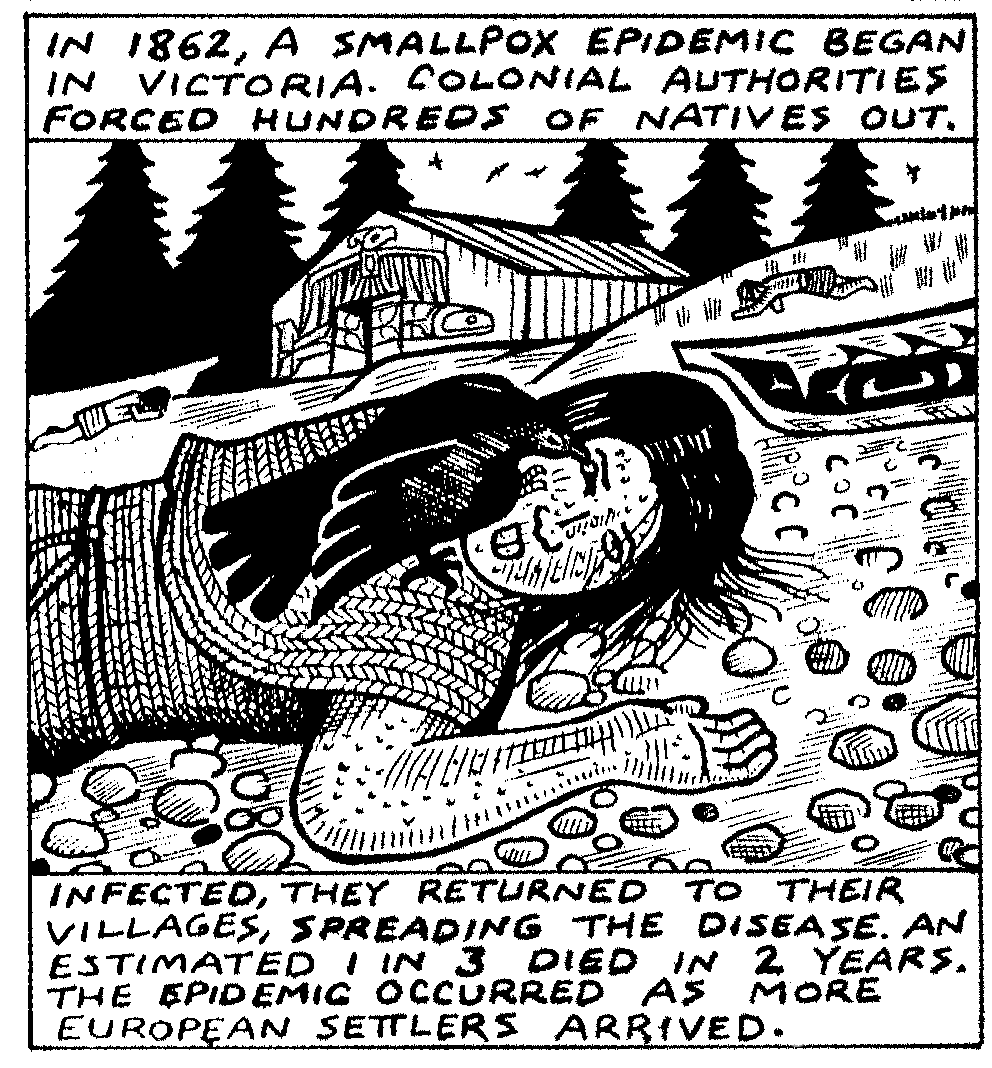 IN 1862, A SMALLPOX EPIDEMIC BEGAN
IN VICTORIA. COLONIAL AUTHORITIES
FORCED HUNDREDS OF NATIVES OUT.
INFECTED, THEY RETURNED TO THEIR
VILLAGES, SPREADING THE DISEASE. AN
ESTIMATED 1 IN 3 DIED IN 2 YEARS.
THE EPIDEMIC OCCURRED AS MORE
EUROPEAN SETTLERS ARRIVED.